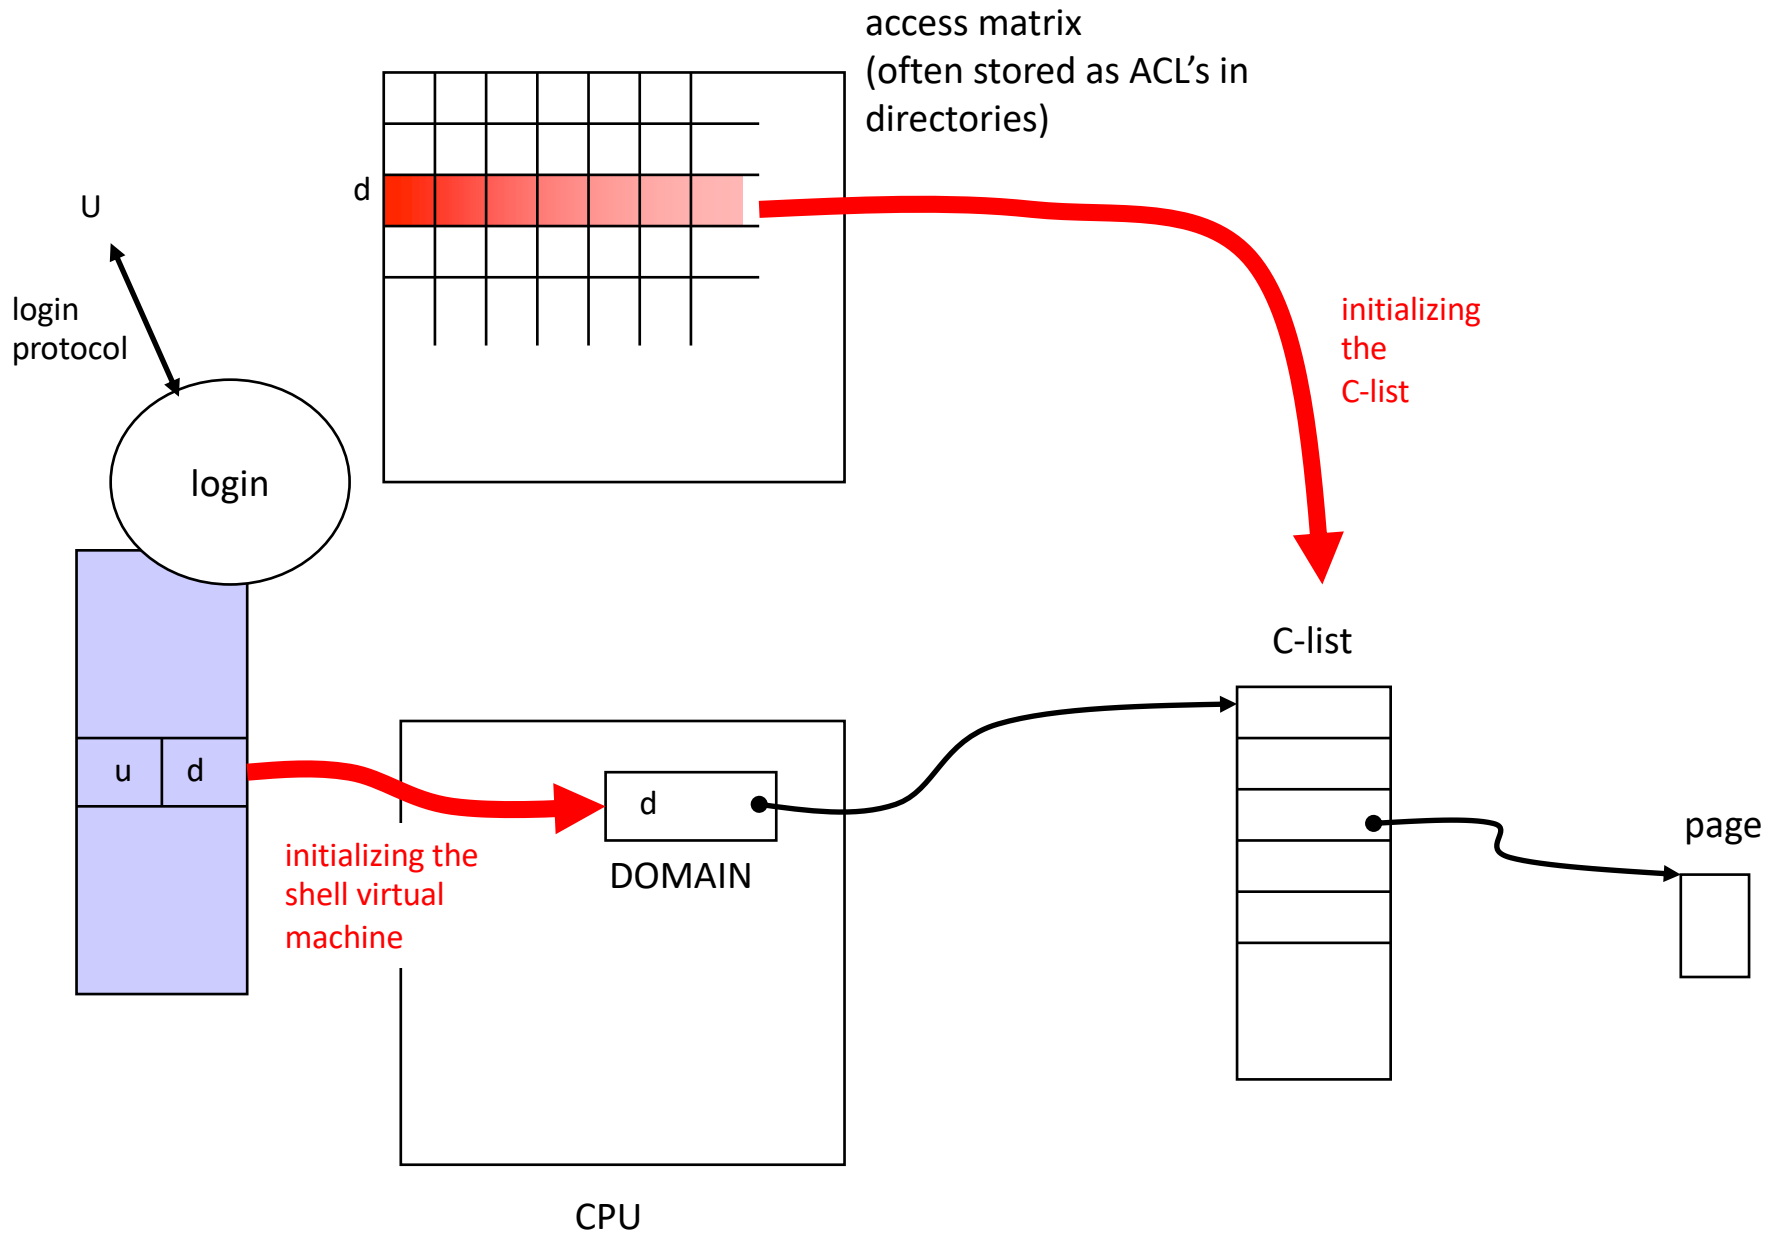 access matrix
(often stored as ACL's in
directories)
d
U
login
protocol
initializing
the
C-list
login
C-list
u d
d
DOMAIN
page
initializing the
shell virtual
machine
CPU